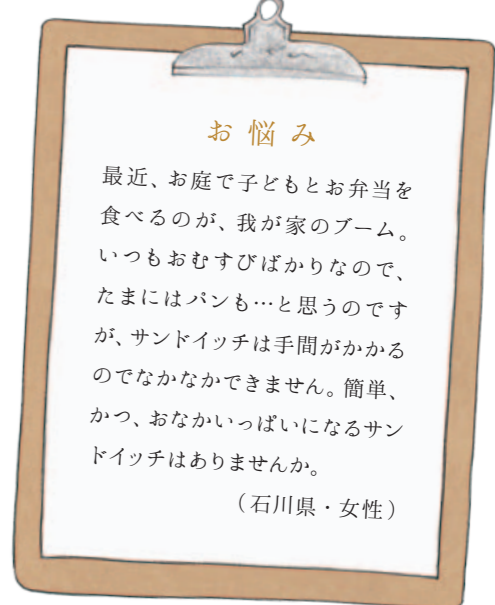 お悩み
最近、お庭で子どもとお弁当を
食べるのが、我が家のブーム。
いつもおむすびばかりなので、
たまにはパンも…と思うのです
が、サンドイッチは手間がかかる
のでなかなかできません。簡単、
かつ、おなかいっぱいになるサン
ドイッチはありませんか。
（石川県・女性）